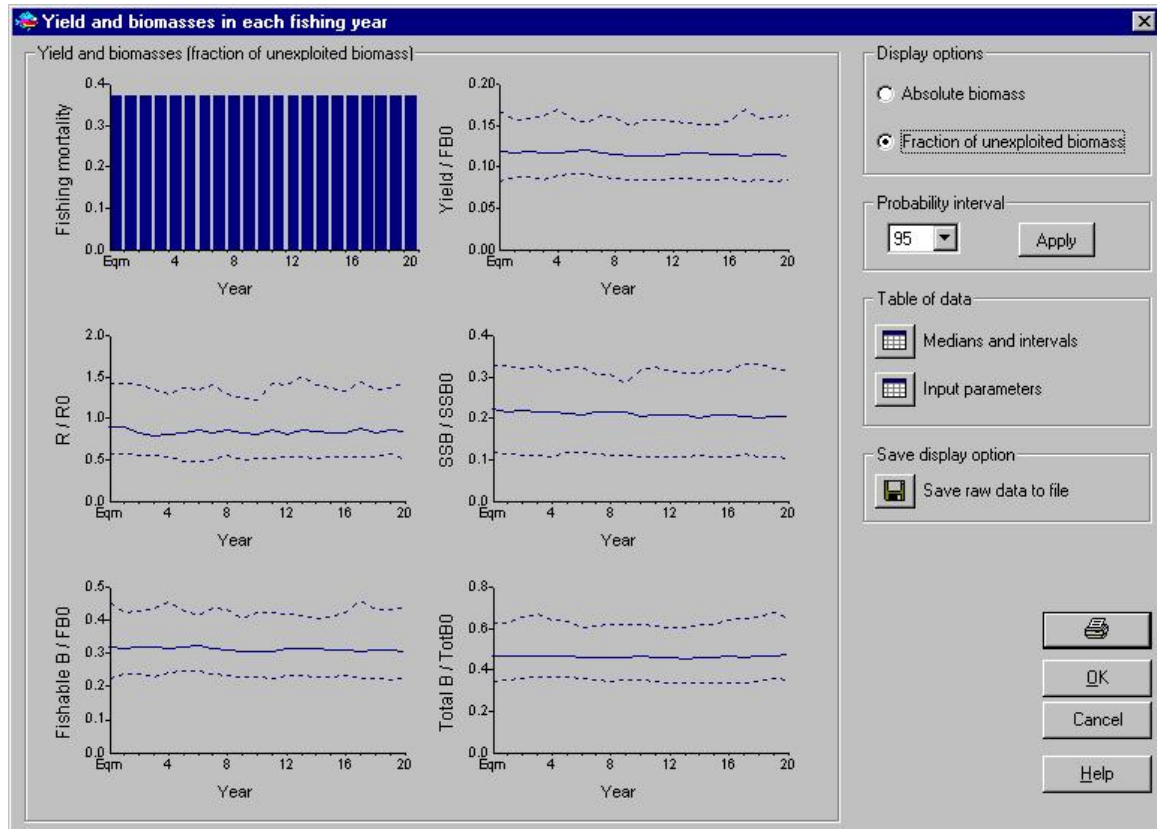 Yield and biomasses in each fishing year
Yield and biomasses (fraction of unexploited biomass)
Fishing mortality
0.4
0.3
0.2
0.1
0.0
Eqm 4 8 12 16 20
Year
Yield / FB0
0.20
0.15
0.10
0.05
0.00
Eqm 4 8 12 16 20
Year
R / R0
2.0
1.5
1.0
0.5
0.0
Eqm 4 8 12 16 20
Year
SSB / SSB0
0.4
0.3
0.2
0.1
0.0
Eqm 4 8 12 16 20
Year
Fishable B / FB0
0.5
0.4
0.3
0.2
0.1
0.0
Eqm 4 8 12 16 20
Year
Total B / TotB0
0.8
0.6
0.4
0.2
0.0
Eqm 4 8 12 16 20
Year
Display options
Absolute biomass
Fraction of unexploited biomass
Probability interval
95 Apply
Table of data
Medians and intervals
Input parameters
Save display option
Save raw data to file
OK
Cancel
Help